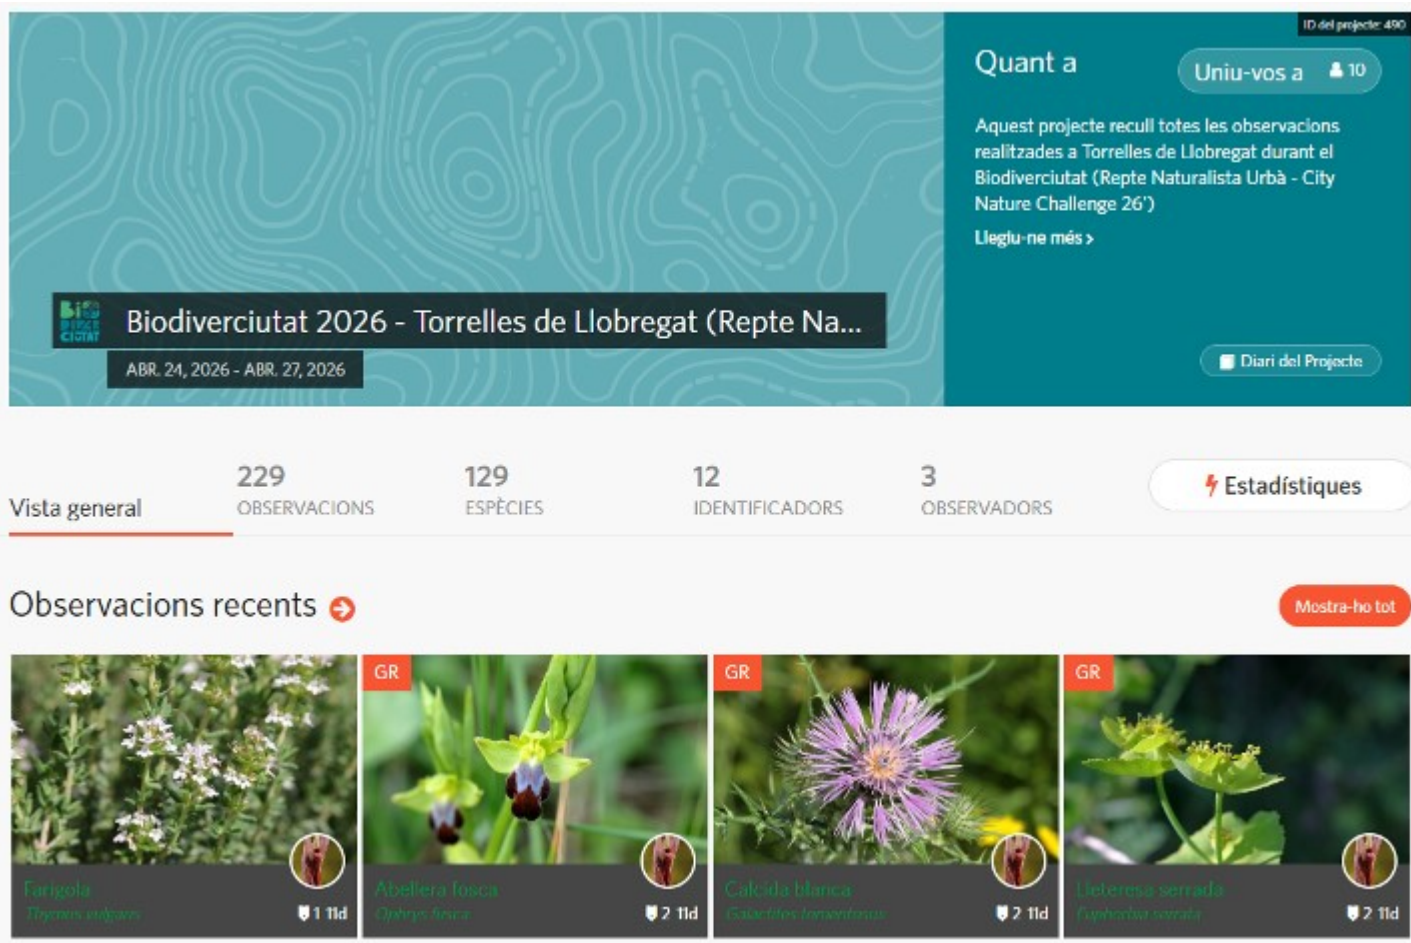 ID del projecte: 490
Quant a
Uniu-vos a 10
Aquest projecte recull totes les observacions
realitzades a Torrelles de Llobregat durant el
Biodiverciutat (Repte Naturalista Urbà - City
Nature Challenge 26')
Llegiu-ne més >
BiO
DIVER
CIUTAT
Biodiverciutat 2026 - Torrelles de Llobregat (Repte Na...
ABR. 24, 2026 - ABR. 27, 2026
Diari del Projecte
Vista general
229
OBSERVACIONS
129
ESPÈCIES
12
IDENTIFICADORS
3
OBSERVADORS
Estadístiques
Observacions recents
Mostra-ho tot
GR
GR
GR
Farigola
Thymus vulgaris
1 11d
Abellera fosca
Ophrys fusca
2 11d
Calcida blanca
Galactites tomentosus
2 11d
Lleteresa serrada
Euphorbia serrata
2 11d